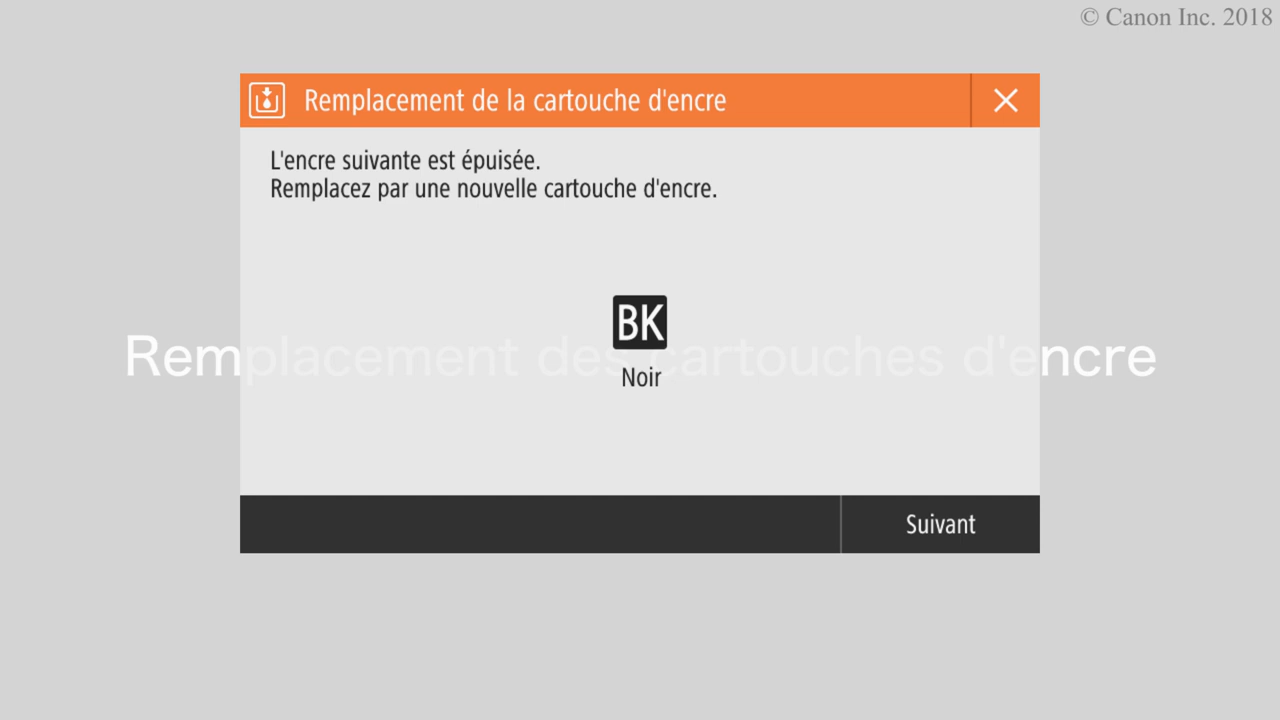 © Canon Inc. 2018
Remplacement de la cartouche d'encre
L'encre suivante est épuisée.
Remplacez par une nouvelle cartouche d'encre.
BK
Remplacement des cartouches d'encre
Noir
Suivant